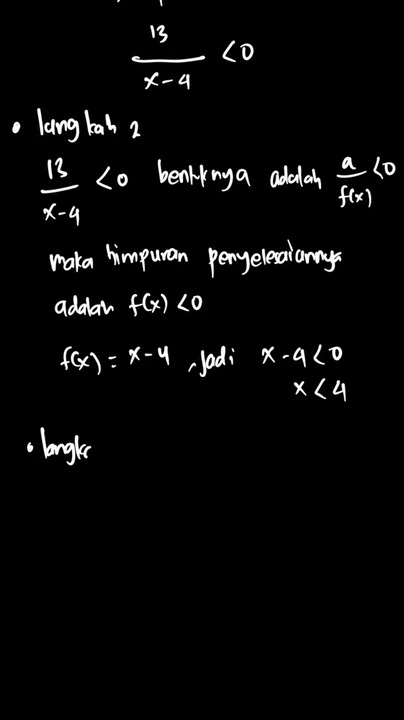 13
x-4 <0
• langkah 2
13/x-4 <0 bentuknya adalah a/f(x) <0
maka himpunan penyelesaiannya
adalah f(x) <0
f(x) = x-4, Jadi x-4<0
x<4
• langk